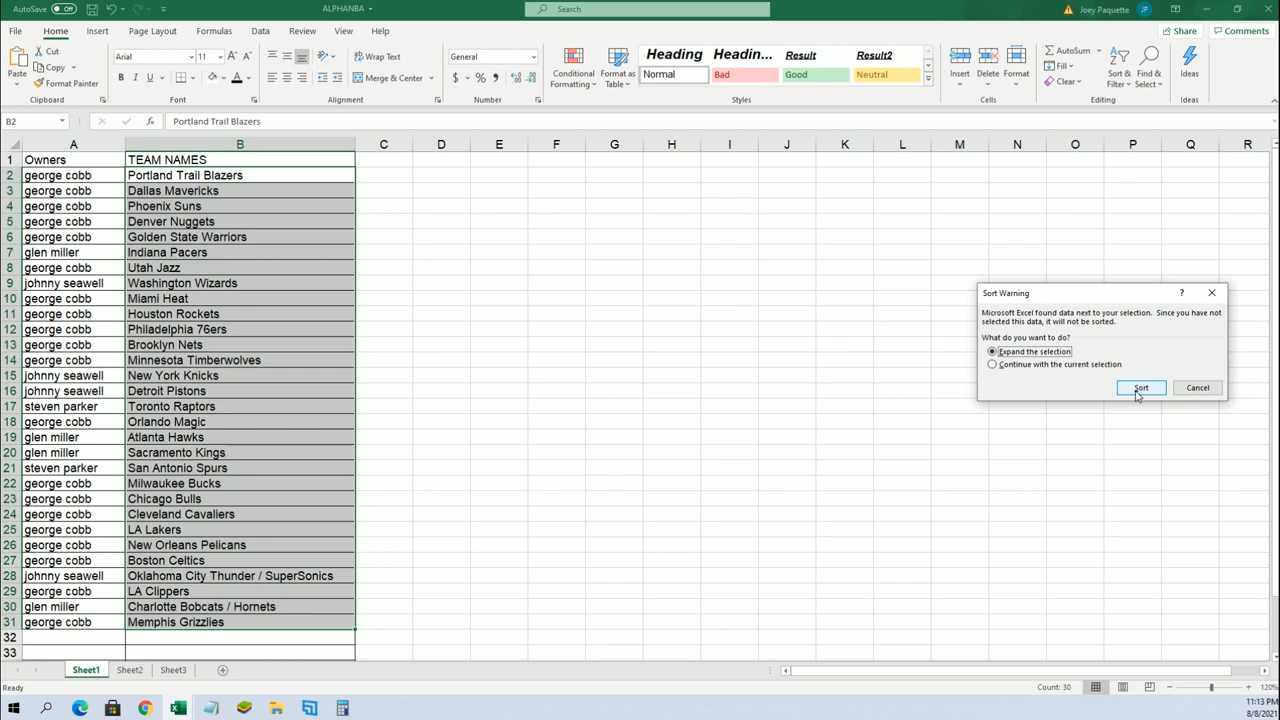 AutoSave Off ALPHANBA Search Joey Paquette JP
File Home Insert Page Layout Formulas Data Review View Help Share Comments
Cut Arial 11 Wrap Text General Heading Headin... Result Result2 AutoSum
Copy Fill
Paste Format Painter B I U Merge & Center $ % Conditional Formatting Format as Table Normal Bad Good Neutral Insert Delete Format Clear Sort & Filter Find & Select Ideas
Clipboard Font Alignment Number Styles Cells Editing Ideas
B2 fx Portland Trail Blazers
A B C D E F G H I J K L M N O P Q R
1 Owners TEAM NAMES
2 george cobb Portland Trail Blazers
3 george cobb Dallas Mavericks
4 george cobb Phoenix Suns
5 george cobb Denver Nuggets
6 george cobb Golden State Warriors
7 glen miller Indiana Pacers
8 george cobb Utah Jazz
9 johnny seawell Washington Wizards
10 george cobb Miami Heat
11 george cobb Houston Rockets
12 george cobb Philadelphia 76ers
13 george cobb Brooklyn Nets
14 george cobb Minnesota Timberwolves
15 johnny seawell New York Knicks
16 johnny seawell Detroit Pistons
17 steven parker Toronto Raptors
18 george cobb Orlando Magic
19 glen miller Atlanta Hawks
20 glen miller Sacramento Kings
21 steven parker San Antonio Spurs
22 george cobb Milwaukee Bucks
23 george cobb Chicago Bulls
24 george cobb Cleveland Cavaliers
25 george cobb LA Lakers
26 george cobb New Orleans Pelicans
27 george cobb Boston Celtics
28 johnny seawell Oklahoma City Thunder / SuperSonics
29 george cobb LA Clippers
30 glen miller Charlotte Bobcats / Hornets
31 george cobb Memphis Grizzlies
32
33
Sort Warning ?
Microsoft Excel found data next to your selection. Since you have not
selected this data, it will not be sorted.
What do you want to do?
Expand the selection
Continue with the current selection
Sort Cancel
Sheet1 Sheet2 Sheet3
Ready Count: 30 120%
11:13 PM
8/8/2021